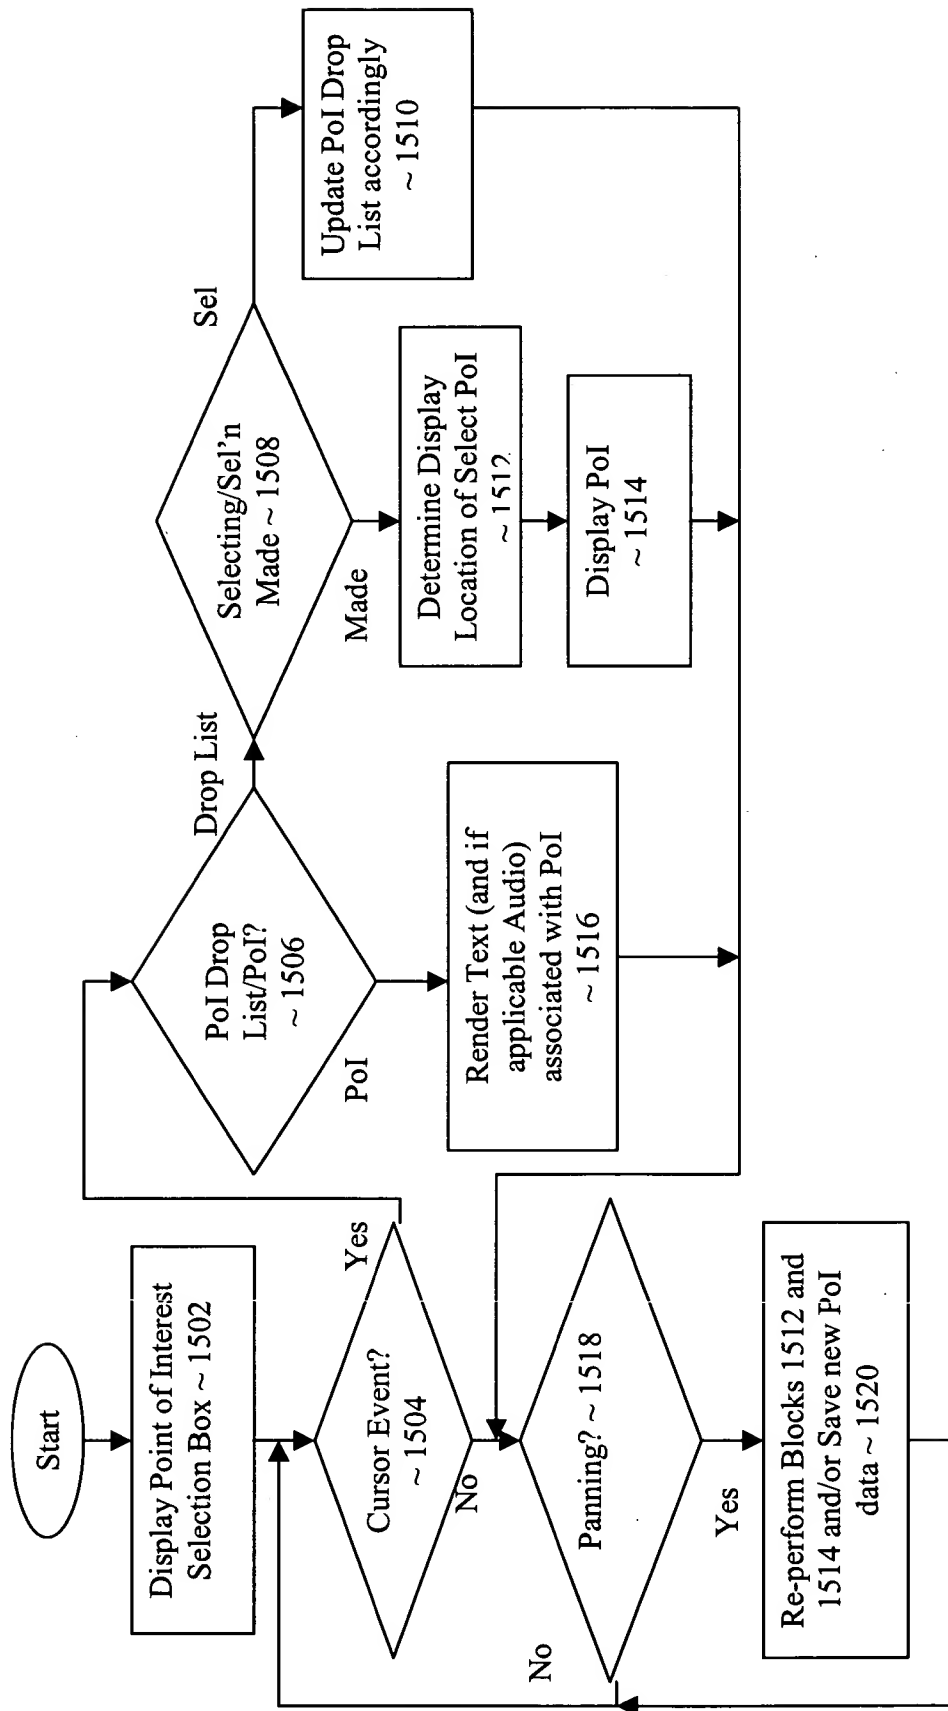 Start
Display Point of Interest
Selection Box ~ 1502
Cursor Event?
~ 1504
Yes
No
PoI Drop
List/PoI?
~ 1506
Drop List
PoI
Selecting/Sel'n
Made ~ 1508
Sel
Made
Update PoI Drop
List accordingly
~ 1510
Determine Display
Location of Select PoI
~ 1512
Display PoI
~ 1514
Render Text (and if
applicable Audio)
associated with PoI
~ 1516
Panning? ~ 1518
No
Yes
Re-perform Blocks 1512 and
1514 and/or Save new PoI
data ~ 1520